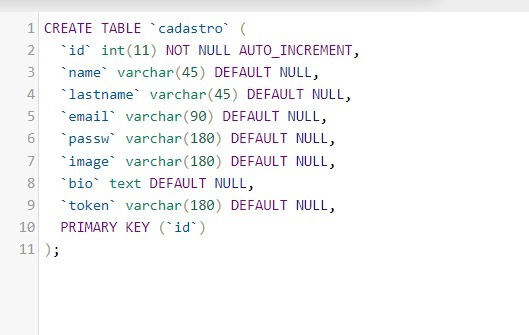 1 CREATE TABLE `cadastro` (
2 `id` int(11) NOT NULL AUTO_INCREMENT,
3 `name` varchar(45) DEFAULT NULL,
4 `lastname` varchar(45) DEFAULT NULL,
5 `email` varchar(90) DEFAULT NULL,
6 `passw` varchar(180) DEFAULT NULL,
7 `image` varchar(180) DEFAULT NULL,
8 `bio` text DEFAULT NULL,
9 `token` varchar(180) DEFAULT NULL,
10 PRIMARY KEY (`id`)
11 );